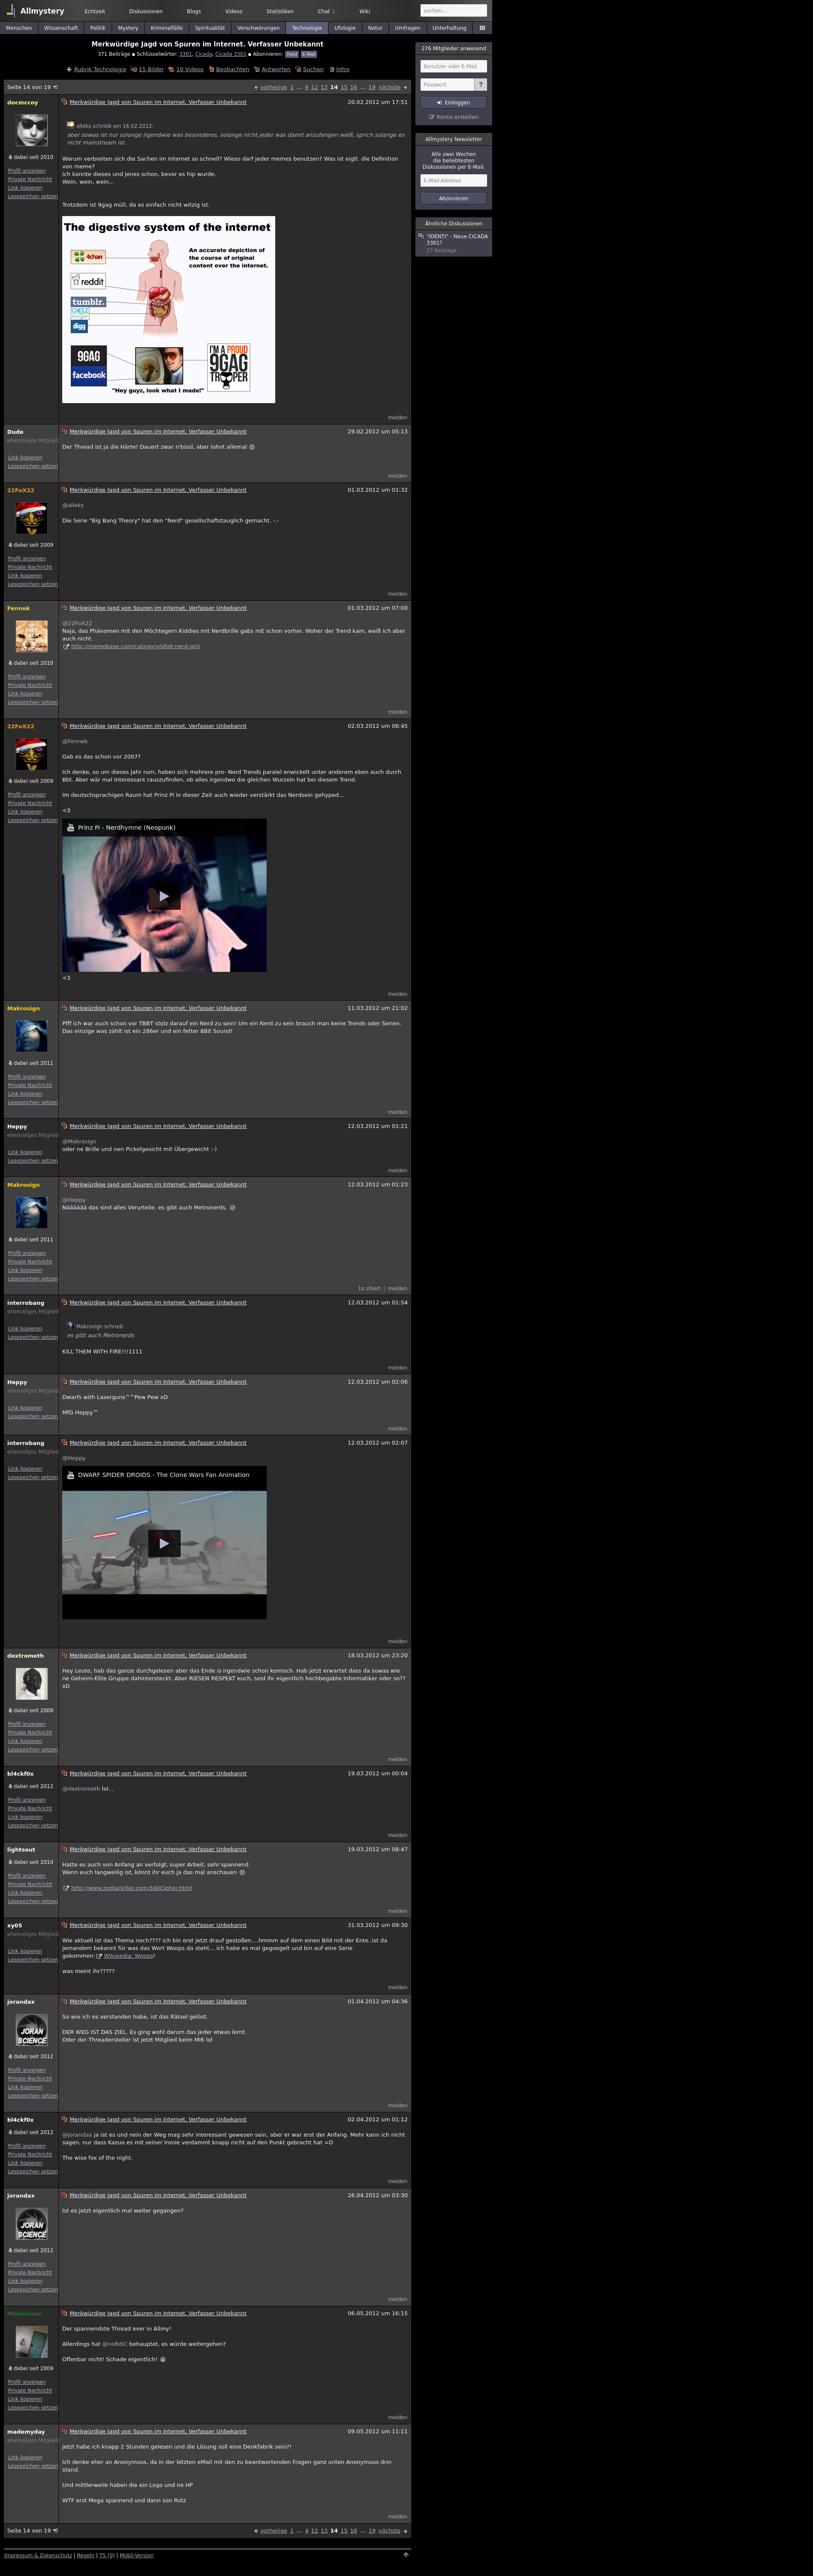 Allmystery
Echtzeit Diskussionen Blogs Videos Statistiken Chat 2 Wiki
suchen...
Menschen Wissenschaft Politik Mystery Kriminalfälle Spiritualität Verschwörungen Technologie Ufologie Natur Umfragen Unterhaltung
Merkwürdige Jagd von Spuren im Internet. Verfasser Unbekannt
371 Beiträge ▪ Schlüsselwörter: 3301, Cicada, Cicada 3301 ▪ Abonnieren: Feed E-Mail
Rubrik Technologie 15 Bilder 10 Videos Beobachten Antworten Suchen Infos
276 Mitglieder anwesend
Benutzer oder E-Mail
Passwort ?
Einloggen
Konto erstellen
Allmystery Newsletter
Alle zwei Wochen
die beliebtesten
Diskussionen per E-Mail.
E-Mail-Adresse
Abonnieren
Ähnliche Diskussionen
"IDENTI" - Neue CICADA
3301?
27 Beiträge
Seite 14 von 19
vorherige 1 ... 4 12 13 14 15 16 ... 19 nächste
docmccoy
dabei seit 2010
Profil anzeigen
Private Nachricht
Link kopieren
Lesezeichen setzen
Merkwürdige Jagd von Spuren im Internet. Verfasser Unbekannt
20.02.2012 um 17:51
alleks schrieb am 16.02.2012:
aber sowas ist nur solange irgendwie was besonderes, solange nicht jeder was damit anzufangen weiß, sprich solange es
nicht mainstream ist.
Warum verbreiten sich die Sachen im Internet so schnell? Wieso darf jeder memes benutzen? Was ist eigtl. die Definition
von meme?
Ich kannte dieses und jenes schon, bevor es hip wurde.
Wein, wein, wein...
Trotzdem ist 9gag müll, da es einfach nicht witzig ist.
The digestive system of the internet
An accurate depiction of
the course of original
content over the internet.
4chan
reddit
tumblr.
CHEEZ
BURGER
digg
9GAG
facebook
I'M A PROUD
9GAG
TROLL
TROOPER
"Hey guyz, look what I made!"
melden
Dude
ehemaliges Mitglied
Link kopieren
Lesezeichen setzen
Merkwürdige Jagd von Spuren im Internet. Verfasser Unbekannt
29.02.2012 um 05:13
Der Thread ist ja die Härte! Dauert zwar n'bissl, aber lohnt allemal
melden
22FoX22
dabei seit 2009
Profil anzeigen
Private Nachricht
Link kopieren
Lesezeichen setzen
Merkwürdige Jagd von Spuren im Internet. Verfasser Unbekannt
01.03.2012 um 01:32
@alleks
Die Serie "Big Bang Theory" hat den "Nerd" gesellschaftstauglich gemacht. -.-
melden
Fennek
dabei seit 2010
Profil anzeigen
Private Nachricht
Link kopieren
Lesezeichen setzen
Merkwürdige Jagd von Spuren im Internet. Verfasser Unbekannt
01.03.2012 um 07:00
@22FoX22
Naja, das Phänomen mit den Möchtegern Kiddies mit Nerdbrille gabs mE schon vorher. Woher der Trend kam, weiß ich aber
auch nicht.
http://memebase.com/category/idiot-nerd-girl/
melden
22FoX22
dabei seit 2009
Profil anzeigen
Private Nachricht
Link kopieren
Lesezeichen setzen
Merkwürdige Jagd von Spuren im Internet. Verfasser Unbekannt
02.03.2012 um 06:45
@Fennek
Gab es das schon vor 2007?
Ich denke, so um dieses Jahr rum, haben sich mehrere pro- Nerd Trends paralel enwickelt unter anderem eben auch durch
Bbt. Aber wär mal Interessant rauszufinden, ob alles irgendwo die gleichen Wurzeln hat bei diesem Trend.
Im deutschsprachigen Raum hat Prinz Pi in dieser Zeit auch wieder verstärkt das Nerdsein gehyped...
<3
Prinz Pi - Nerdhymne (Neopunk)
<3
melden
Makrosign
dabei seit 2011
Profil anzeigen
Private Nachricht
Link kopieren
Lesezeichen setzen
Merkwürdige Jagd von Spuren im Internet. Verfasser Unbekannt
11.03.2012 um 21:02
Pfff ich war auch schon vor TBBT stolz darauf ein Nerd zu sein! Um ein Nerd zu sein brauch man keine Trends oder Serien.
Das einzige was zählt ist ein 286er und ein fetter 8Bit Sound!
melden
Heppy
ehemaliges Mitglied
Link kopieren
Lesezeichen setzen
Merkwürdige Jagd von Spuren im Internet. Verfasser Unbekannt
12.03.2012 um 01:21
@Makrosign
oder ne Brille und nen Pickelgesicht mit Übergewicht :-)
melden
Makrosign
dabei seit 2011
Profil anzeigen
Private Nachricht
Link kopieren
Lesezeichen setzen
Merkwürdige Jagd von Spuren im Internet. Verfasser Unbekannt
12.03.2012 um 01:23
@Heppy
Nääääää das sind alles Vorurteile. es gibt auch Metronerds.
1x zitiert | melden
interrobang
ehemaliges Mitglied
Link kopieren
Lesezeichen setzen
Merkwürdige Jagd von Spuren im Internet. Verfasser Unbekannt
12.03.2012 um 01:54
Makrosign schrieb:
es gibt auch Metronerds
KILL THEM WITH FIRE!!!1111
melden
Heppy
ehemaliges Mitglied
Link kopieren
Lesezeichen setzen
Merkwürdige Jagd von Spuren im Internet. Verfasser Unbekannt
12.03.2012 um 02:06
Dwarfs with Laserguns^^Pew Pew xD
MfG Heppy™
melden
interrobang
ehemaliges Mitglied
Link kopieren
Lesezeichen setzen
Merkwürdige Jagd von Spuren im Internet. Verfasser Unbekannt
12.03.2012 um 02:07
@Heppy
DWARF SPIDER DROIDS - The Clone Wars Fan Animation
melden
dextrometh
dabei seit 2008
Profil anzeigen
Private Nachricht
Link kopieren
Lesezeichen setzen
Merkwürdige Jagd von Spuren im Internet. Verfasser Unbekannt
18.03.2012 um 23:20
Hey Leute, hab das ganze durchgelesen aber das Ende is irgendwie schon komisch. Hab jetzt erwartet dass da sowas wie
ne Geheim-Elite Gruppe dahintersteckt. Aber RIESEN RESPEKT euch, seid ihr eigentlich hochbegabte Informatiker oder so??
xD
melden
bl4ckf0x
dabei seit 2012
Profil anzeigen
Private Nachricht
Link kopieren
Lesezeichen setzen
Merkwürdige Jagd von Spuren im Internet. Verfasser Unbekannt
19.03.2012 um 00:04
@dextrometh lol...
melden
lightsout
dabei seit 2010
Profil anzeigen
Private Nachricht
Link kopieren
Lesezeichen setzen
Merkwürdige Jagd von Spuren im Internet. Verfasser Unbekannt
19.03.2012 um 08:47
Hatte es auch von Anfang an verfolgt, super Arbeit, sehr spannend.
Wenn euch langweilig ist, könnt ihr euch ja das mal anschauen
http://www.zodiackiller.com/340Cipher.html
melden
xy05
ehemaliges Mitglied
Link kopieren
Lesezeichen setzen
Merkwürdige Jagd von Spuren im Internet. Verfasser Unbekannt
31.03.2012 um 09:30
Wie aktuell ist das Thema noch???? ich bin erst jetzt drauf gestoßen....hmmm auf dem einen Bild mit der Ente..ist da
jemandem bekannt für was das Wort Woops da steht... ich habe es mal gegoogelt und bin auf eine Serie
gekommen: Wikipedia: Woops!
was meint ihr?????
melden
jorandax
dabei seit 2012
Profil anzeigen
Private Nachricht
Link kopieren
Lesezeichen setzen
Merkwürdige Jagd von Spuren im Internet. Verfasser Unbekannt
01.04.2012 um 04:36
So wie ich es verstanden habe, ist das Rätsel gelöst.
DER WEG IST DAS ZIEL. Es ging wohl darum das jeder etwas lernt.
Oder der Threadersteller ist jetzt Mitglied beim MI6 lol
melden
bl4ckf0x
dabei seit 2012
Profil anzeigen
Private Nachricht
Link kopieren
Lesezeichen setzen
Merkwürdige Jagd von Spuren im Internet. Verfasser Unbekannt
02.04.2012 um 01:12
@jorandax ja ist es und nein der Weg mag sehr interessant gewesen sein, aber er war erst der Anfang. Mehr kann ich nicht
sagen, nur dass Kazuo es mit seiner Ironie verdammt knapp nicht auf den Punkt gebracht hat =D
The wise fox of the night.
melden
jorandax
dabei seit 2012
Profil anzeigen
Private Nachricht
Link kopieren
Lesezeichen setzen
Merkwürdige Jagd von Spuren im Internet. Verfasser Unbekannt
26.04.2012 um 03:30
Ist es jetzt eigentlich mal weiter gegangen?
melden
Mindslaver
dabei seit 2009
Profil anzeigen
Private Nachricht
Link kopieren
Lesezeichen setzen
Merkwürdige Jagd von Spuren im Internet. Verfasser Unbekannt
06.05.2012 um 16:15
Der spannendste Thread ever in Allmy!
Allerdings hat @noRdiC behauptet, es würde weitergehen?
Offenbar nicht! Schade eigentlich!
melden
mademyday
ehemaliges Mitglied
Link kopieren
Lesezeichen setzen
Merkwürdige Jagd von Spuren im Internet. Verfasser Unbekannt
09.05.2012 um 11:11
jetzt habe ich knapp 2 Stunden gelesen und die Lösung soll eine Denkfabrik sein?!
Ich denke eher an Anonymous, da in der letzten eMail mit den zu beantwortenden Fragen ganz unten Anonymous drin
stand.
Und mittlerweile haben die ein Logo und ne HP
WTF erst Mega spannend und dann son Rotz
melden
Seite 14 von 19
vorherige 1 ... 4 12 13 14 15 16 ... 19 nächste
Impressum & Datenschutz | Regeln | TS (0) | Mobil-Version